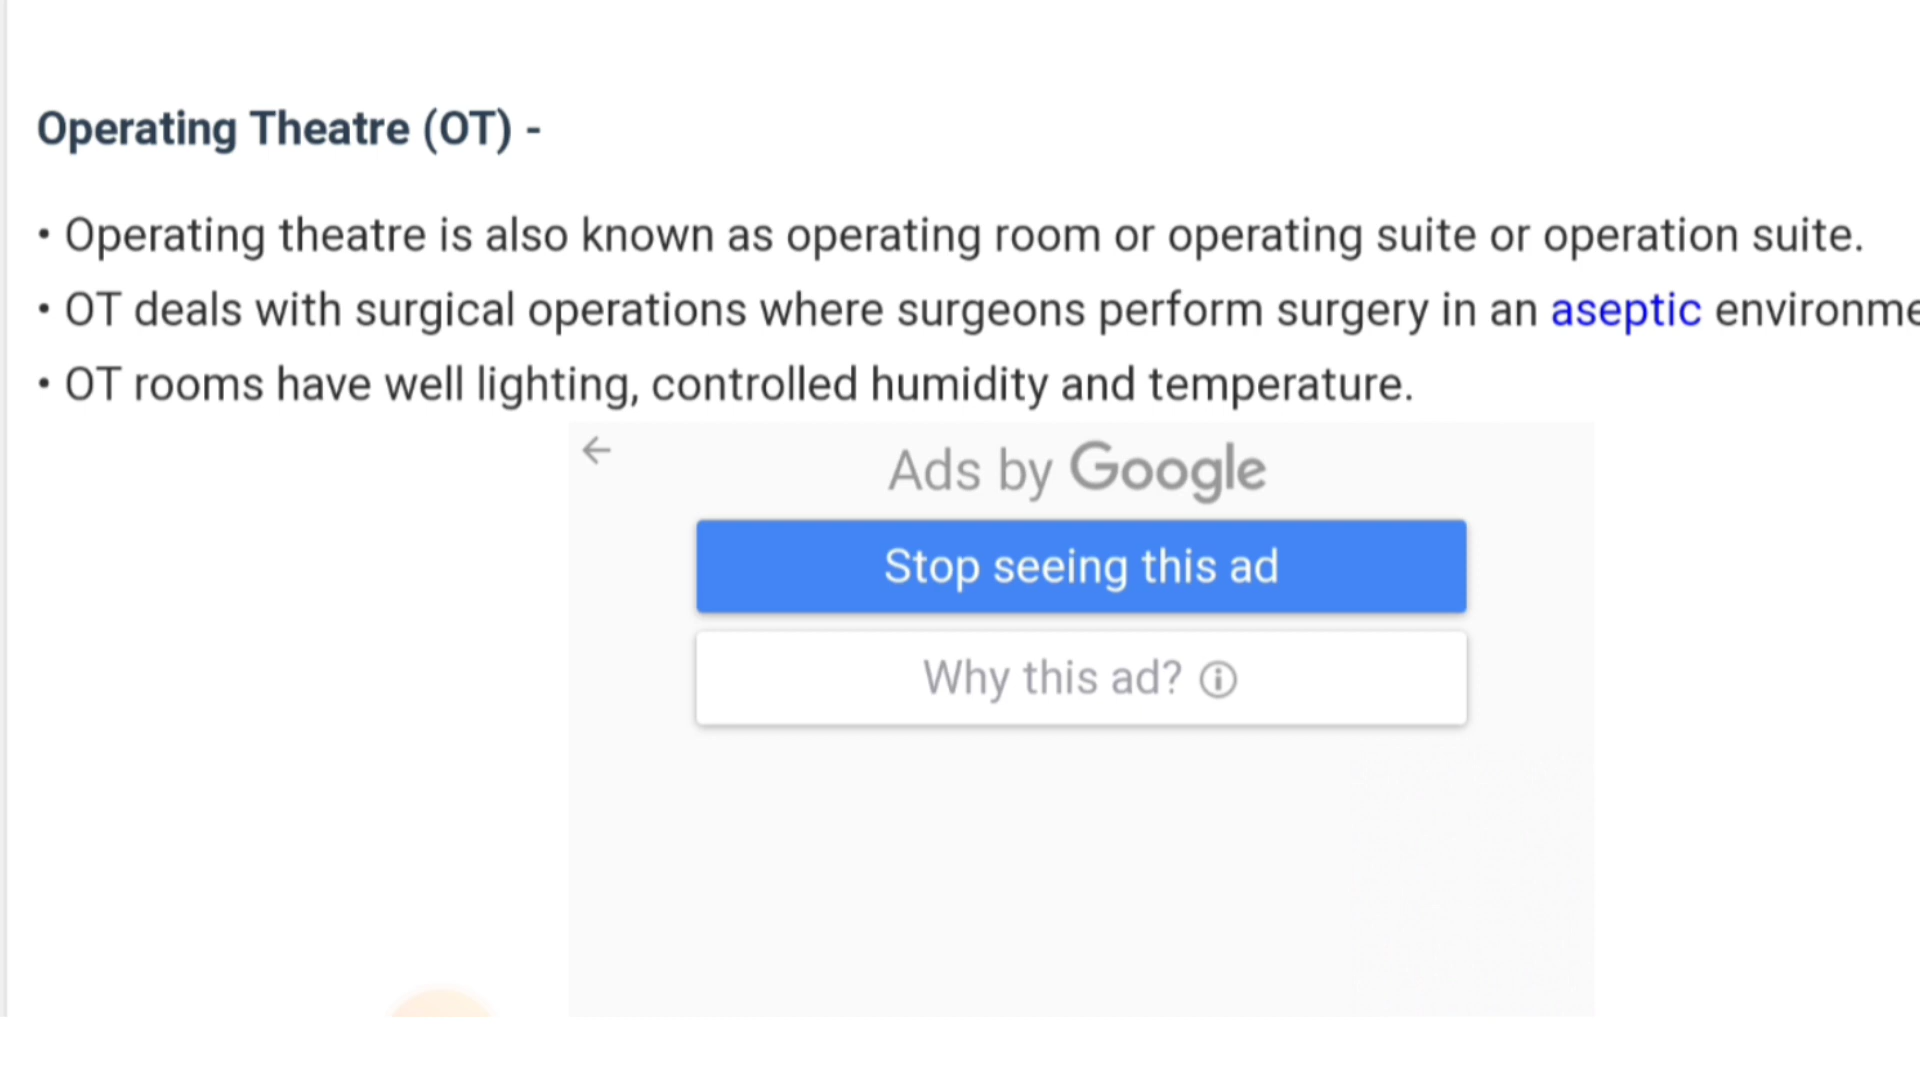 Operating Theatre (OT) -
• Operating theatre is also known as operating room or operating suite or operation suite.
• OT deals with surgical operations where surgeons perform surgery in an aseptic environme
• OT rooms have well lighting, controlled humidity and temperature.
Ads by Google
Stop seeing this ad
Why this ad?